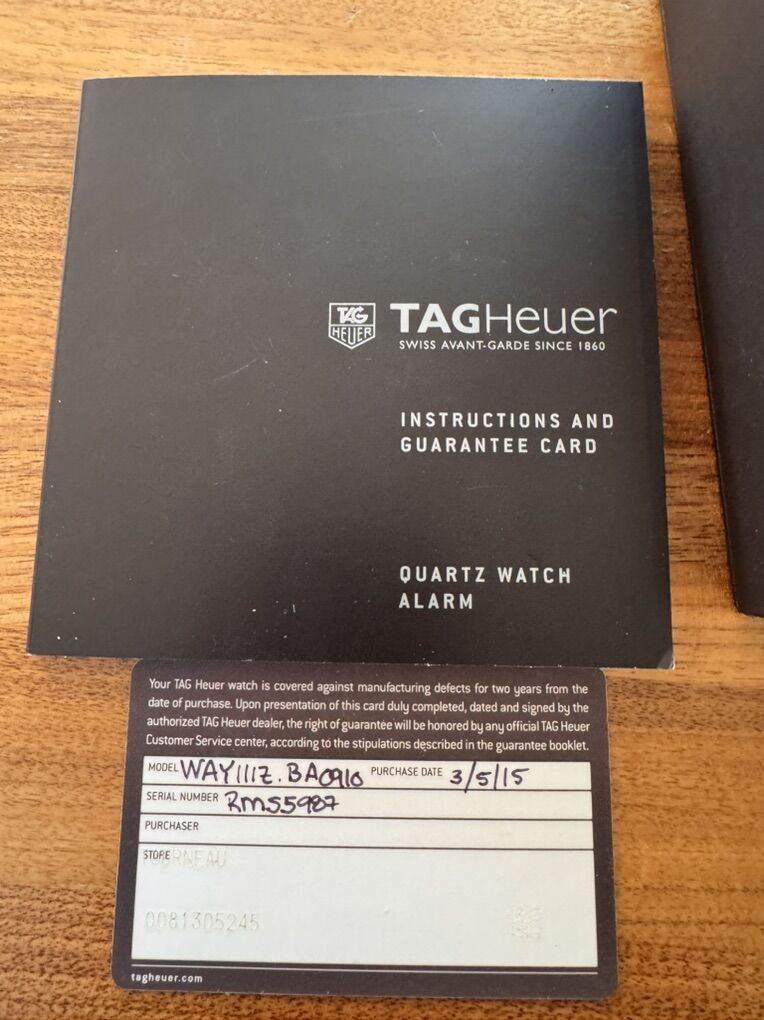 TAG
HEUER
TAGHeuer
SWISS AVANT-GARDE SINCE 1860
INSTRUCTIONS AND
GUARANTEE CARD
QUARTZ WATCH
ALARM
Your TAG Heuer watch is covered against manufacturing defects for two years from the
date of purchase. Upon presentation of this card duly completed, dated and signed by the
authorized TAG Heuer dealer, the right of guarantee will be honored by any official TAG Heuer
Customer Service center, according to the stipulations described in the guarantee booklet.
MODEL WAY111Z.BA0910 PURCHASE DATE 3/5/15
SERIAL NUMBER RMS5987
PURCHASER
STORE TOURNEAU
0081305245
tagheuer.com